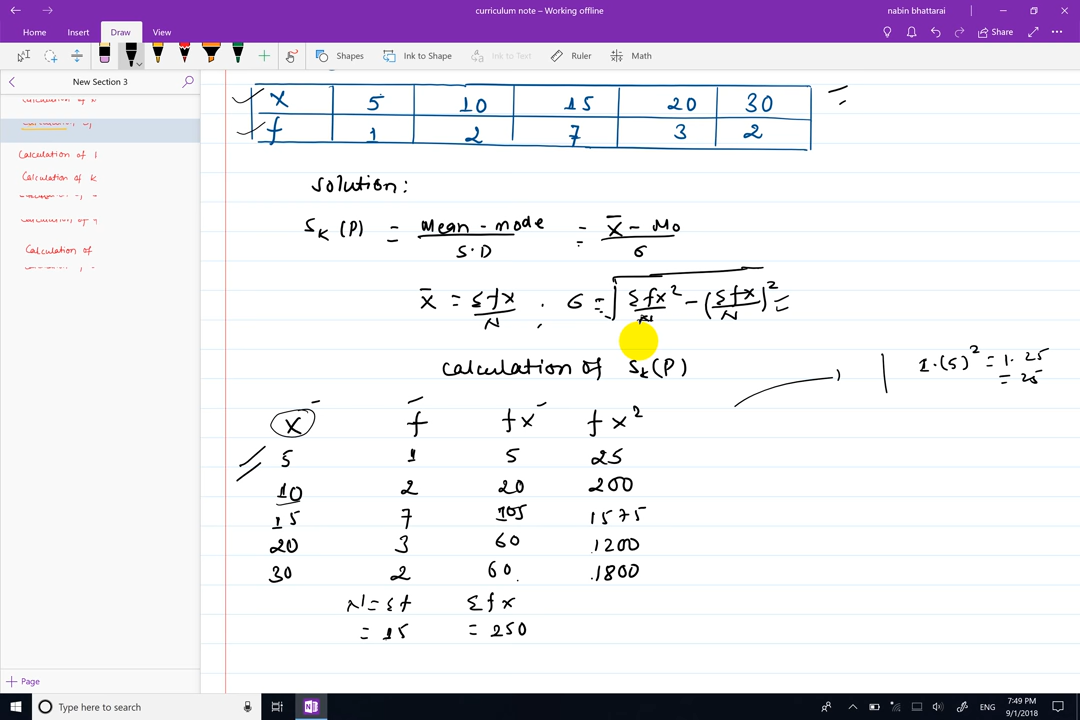 curriculum note – Working offline
nabin bhattarai
Home Insert Draw View
Share
Shapes Ink to Shape Ink to Text Ruler Math
New Section 3
Calculation of
Calculation of k
Calculation of
X 5 10 15 20 30
f 1 2 7 3 2
Solution:
Sₖ (P) = Mean - mode / S.D = X̄ - Mo / σ
X̄ = Σfx / N ; σ = √(Σfx² / N - (Σfx / N)²) =
Calculation of Sₖ(P)
1.(5)² = 1.25
= 25
X f fx fx²
5 1 5 25
10 2 20 200
15 7 105 1575
20 3 60 1200
30 2 60 1800
N = Σf Σfx
= 15 = 250
Page
Type here to search
ENG
7:49 PM
9/1/2018